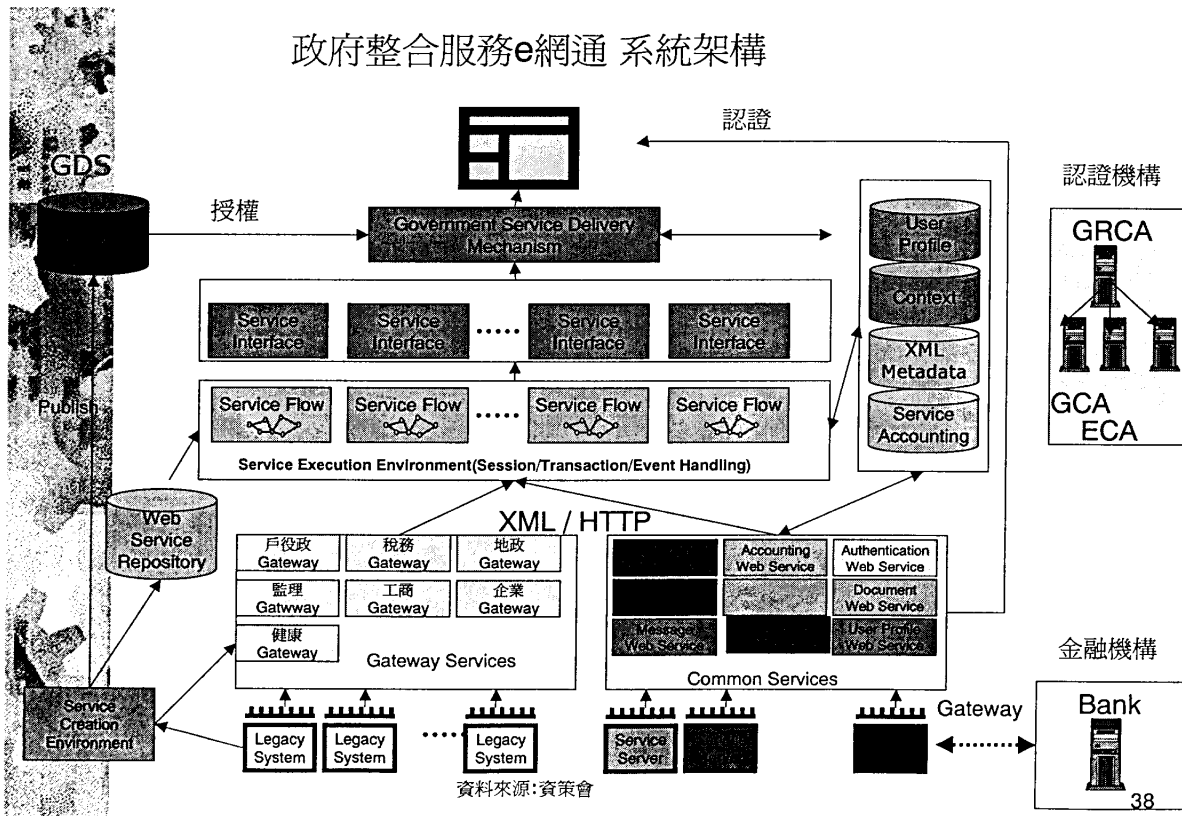 政府整合服務e網通 系統架構
認證
GDS
授權
Government Service Delivery
Mechanism
User
Profile
Context
XML
Metadata
Service
Accounting
認證機構
GRCA
GCA
ECA
Service
Interface
Service
Interface
Service
Interface
Service
Interface
Publish
Service Flow
Service Flow
Service Flow
Service Flow
Service Execution Environment(Session/Transaction/Event Handling)
Web
Service
Repository
XML / HTTP
戶役政
Gateway
稅務
Gateway
地政
Gateway
監理
Gatwway
工商
Gateway
企業
Gateway
健康
Gateway
Gateway Services
Accounting
Web Service
Authentication
Web Service
Document
Web Service
Message
Web Service
User Profile
Web Service
Common Services
Service
Creation
Environment
Legacy
System
Legacy
System
Legacy
System
Service
Server
Gateway
金融機構
Bank
資料來源:資策會
38